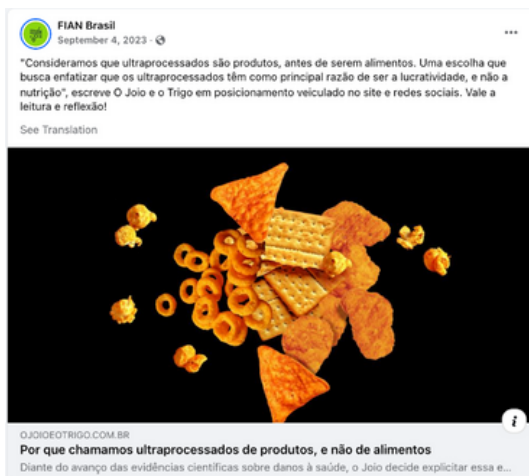 FIAN Brasil
September 4, 2023 ·
"Consideramos que ultraprocessados são produtos, antes de serem alimentos. Uma escolha que
busca enfatizar que os ultraprocessados têm como principal razão de ser a lucratividade, e não a
nutrição", escreve O Joio e o Trigo em posicionamento veiculado no site e redes sociais. Vale a
leitura e reflexão!
See Translation
OJOIOEOTRIGO.COM.BR
Por que chamamos ultraprocessados de produtos, e não de alimentos
Diante do avanço das evidências científicas sobre danos à saúde, o Joio decide explicitar essa e...